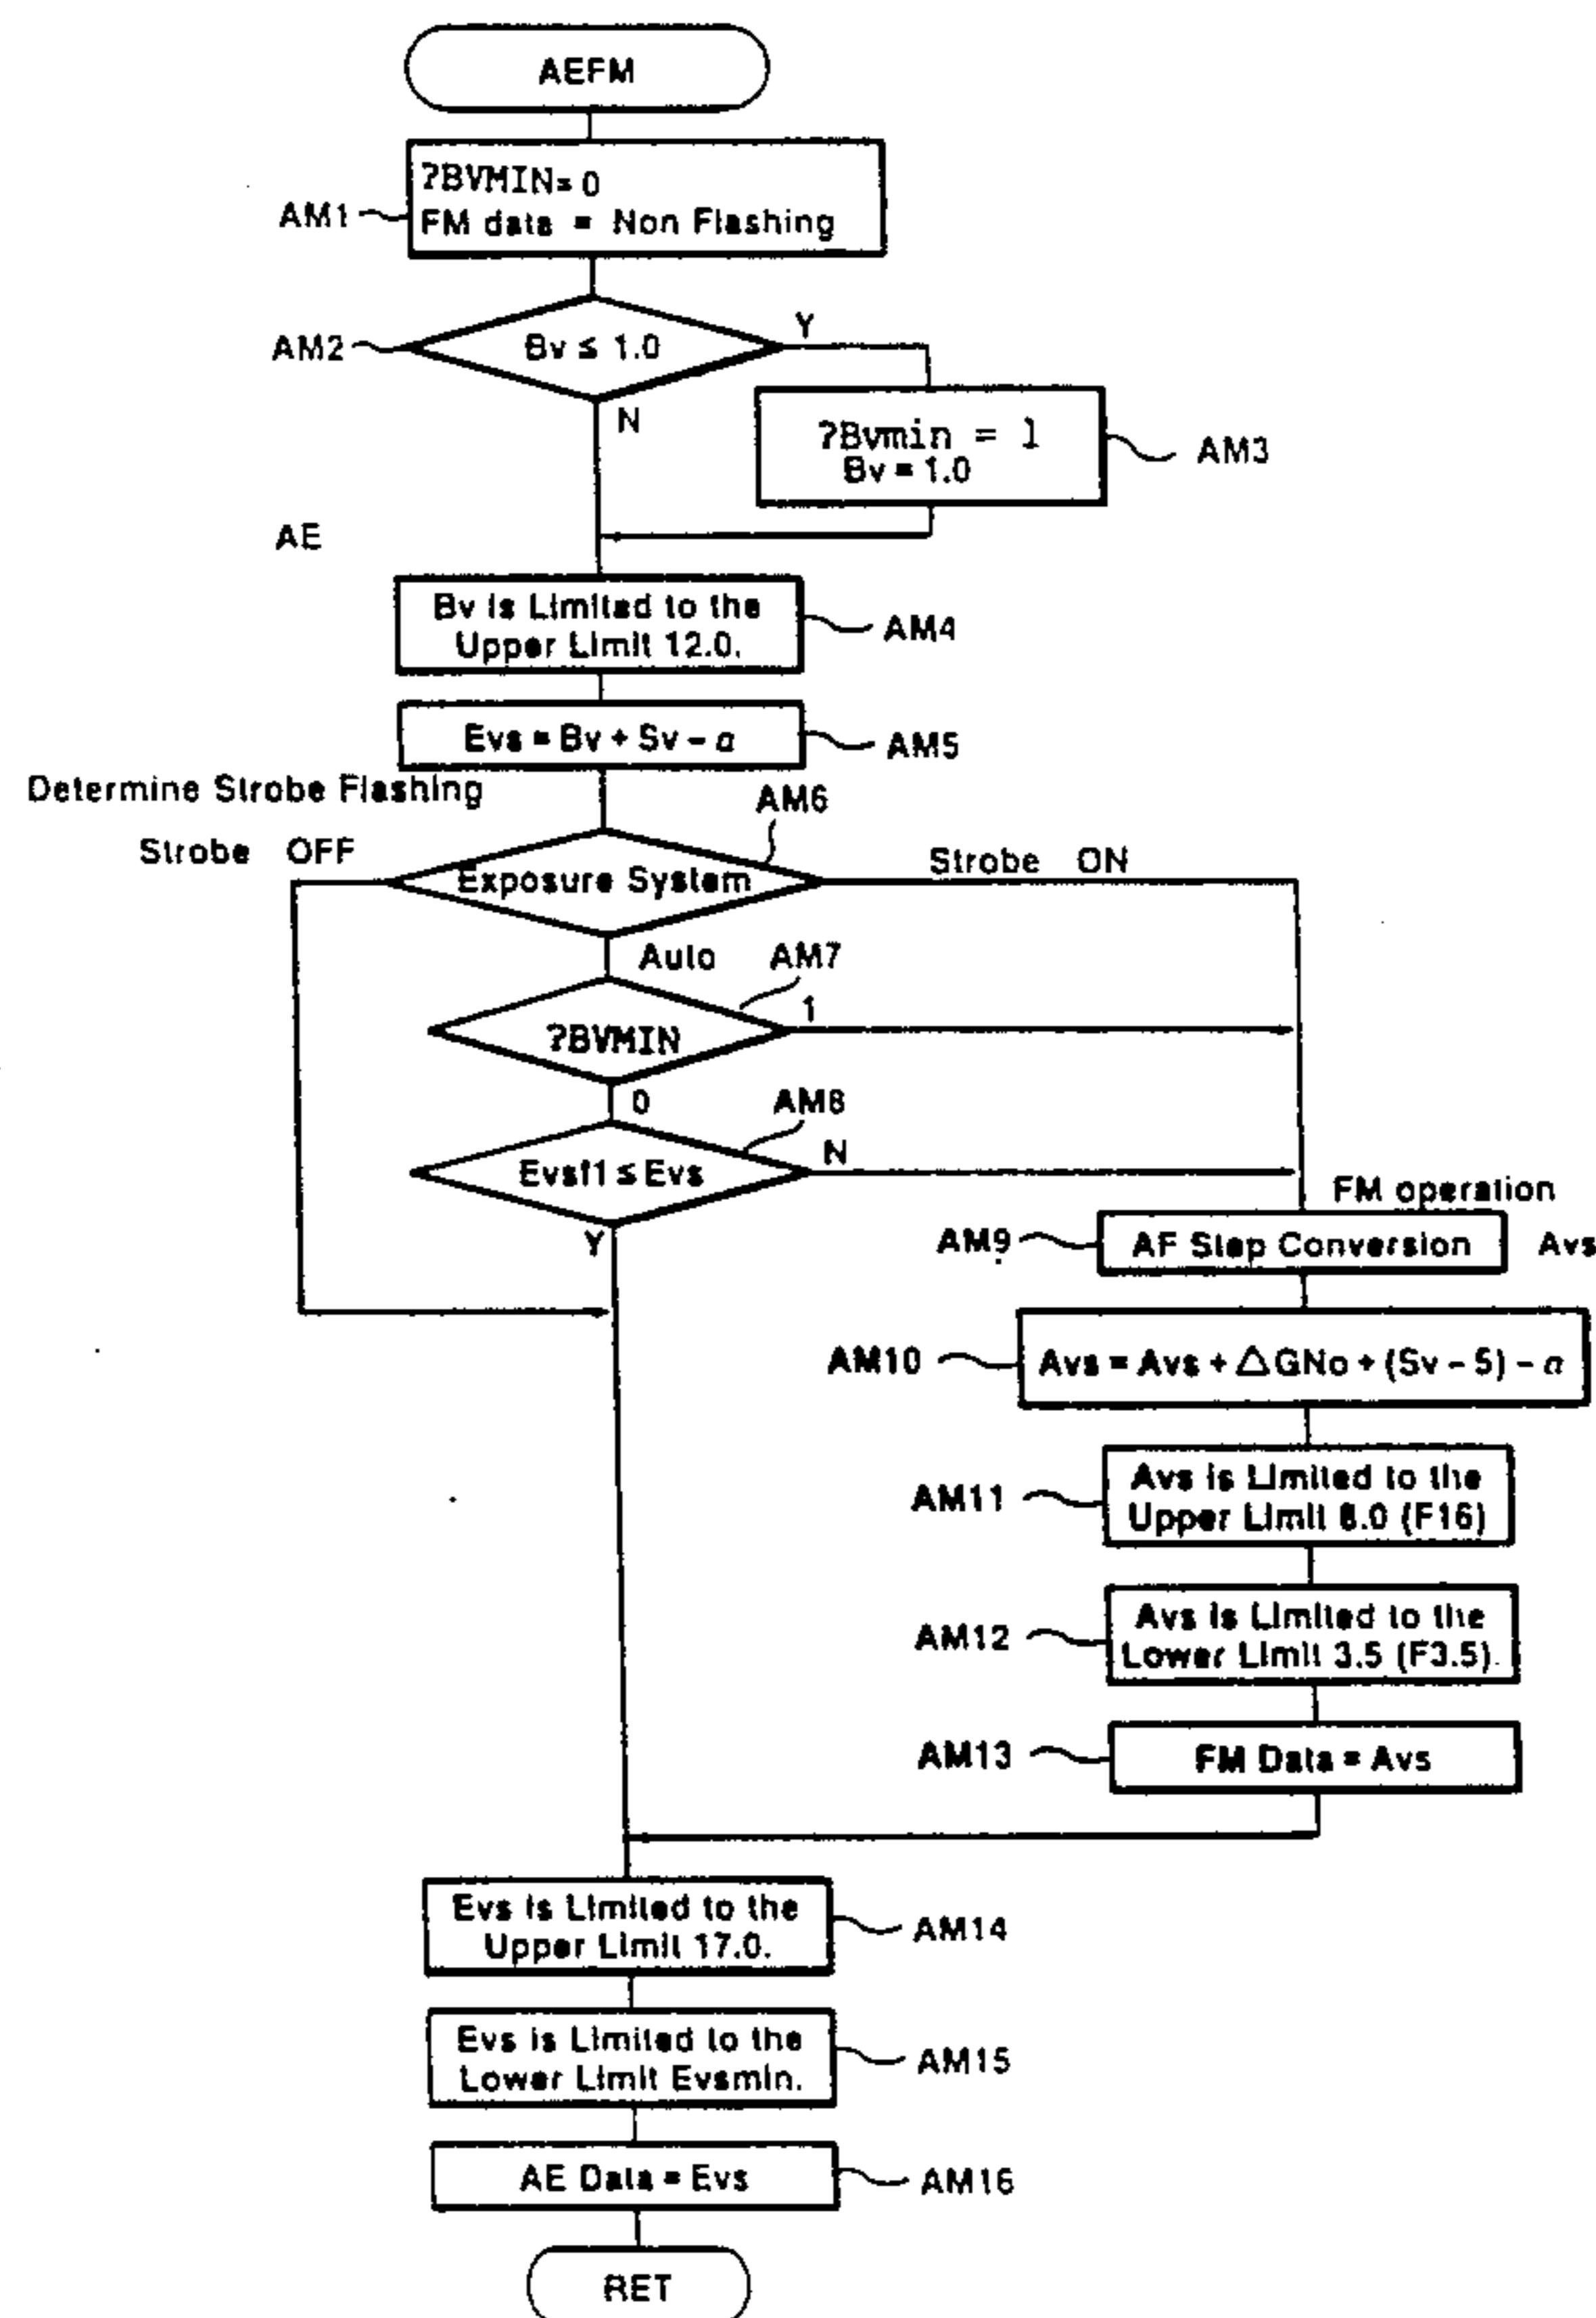 AEFM
?BVMIN=0
AM1
FM data = Non Flashing
AM2
Bv ≤ 1.0
Y
N
?Bvmin = 1
Bv = 1.0
AM3
AE
Bv is Limited to the
Upper Limit 12.0.
AM4
Evs = Bv + Sv - α
AM5
Determine Strobe Flashing
AM6
Strobe OFF
Exposure System
Strobe ON
Auto
AM7
?BVMIN
1
0
AM8
Evsf1 ≤ Evs
N
Y
FM operation
AM9
AF Step Conversion
Avs
AM10
Avs = Avs + △GNo + (Sv - 5) - α
AM11
Avs is Limited to the
Upper Limit 8.0 (F16)
AM12
Avs is Limited to the
Lower Limit 3.5 (F3.5)
AM13
FM Data = Avs
Evs is Limited to the
Upper Limit 17.0.
AM14
Evs is Limited to the
Lower Limit Evsmin.
AM15
AE Data = Evs
AM16
RET